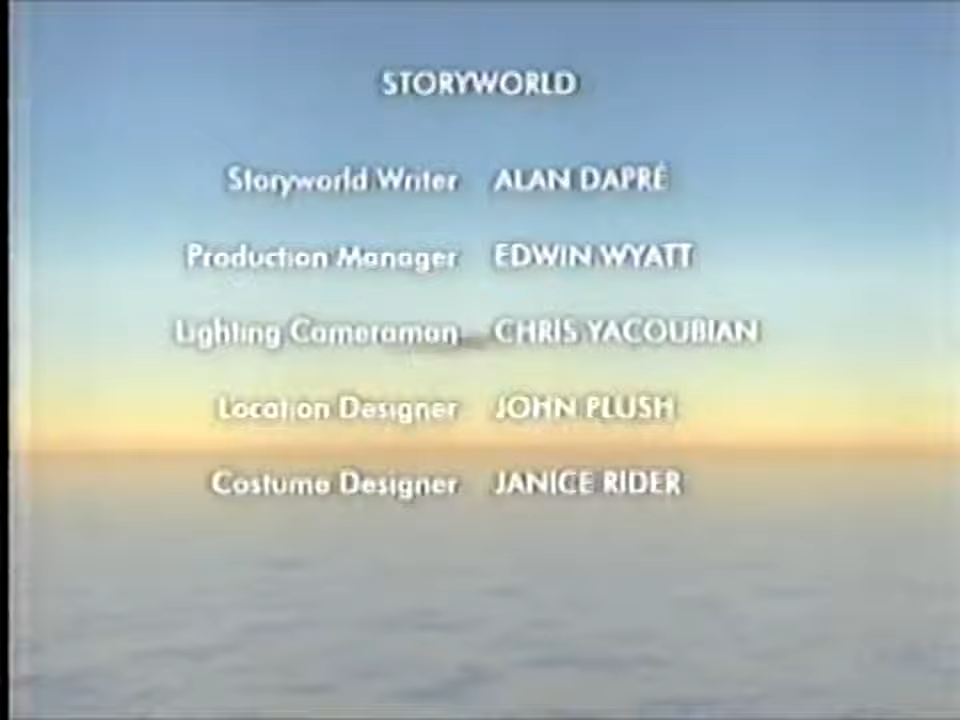 STORYWORLD
Storyworld Writer ALAN DAPRÉ
Production Manager EDWIN WYATT
Lighting Cameraman CHRIS YACOUBIAN
Location Designer JOHN PLUSH
Costume Designer JANICE RIDER